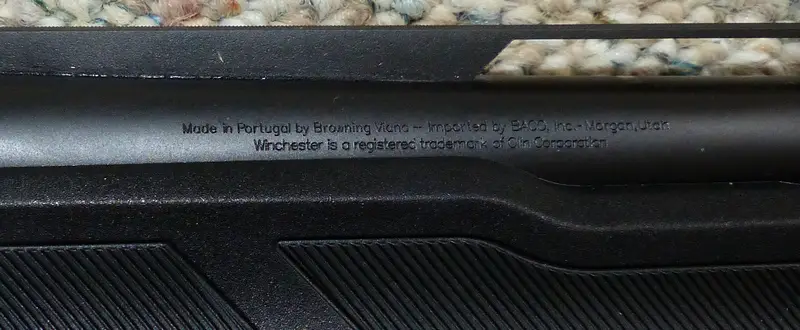 Made in Portugal by Browning Viana – Imported by BACO, Inc.- Morgan, Utah
Winchester is a registered trademark of Olin Corporation